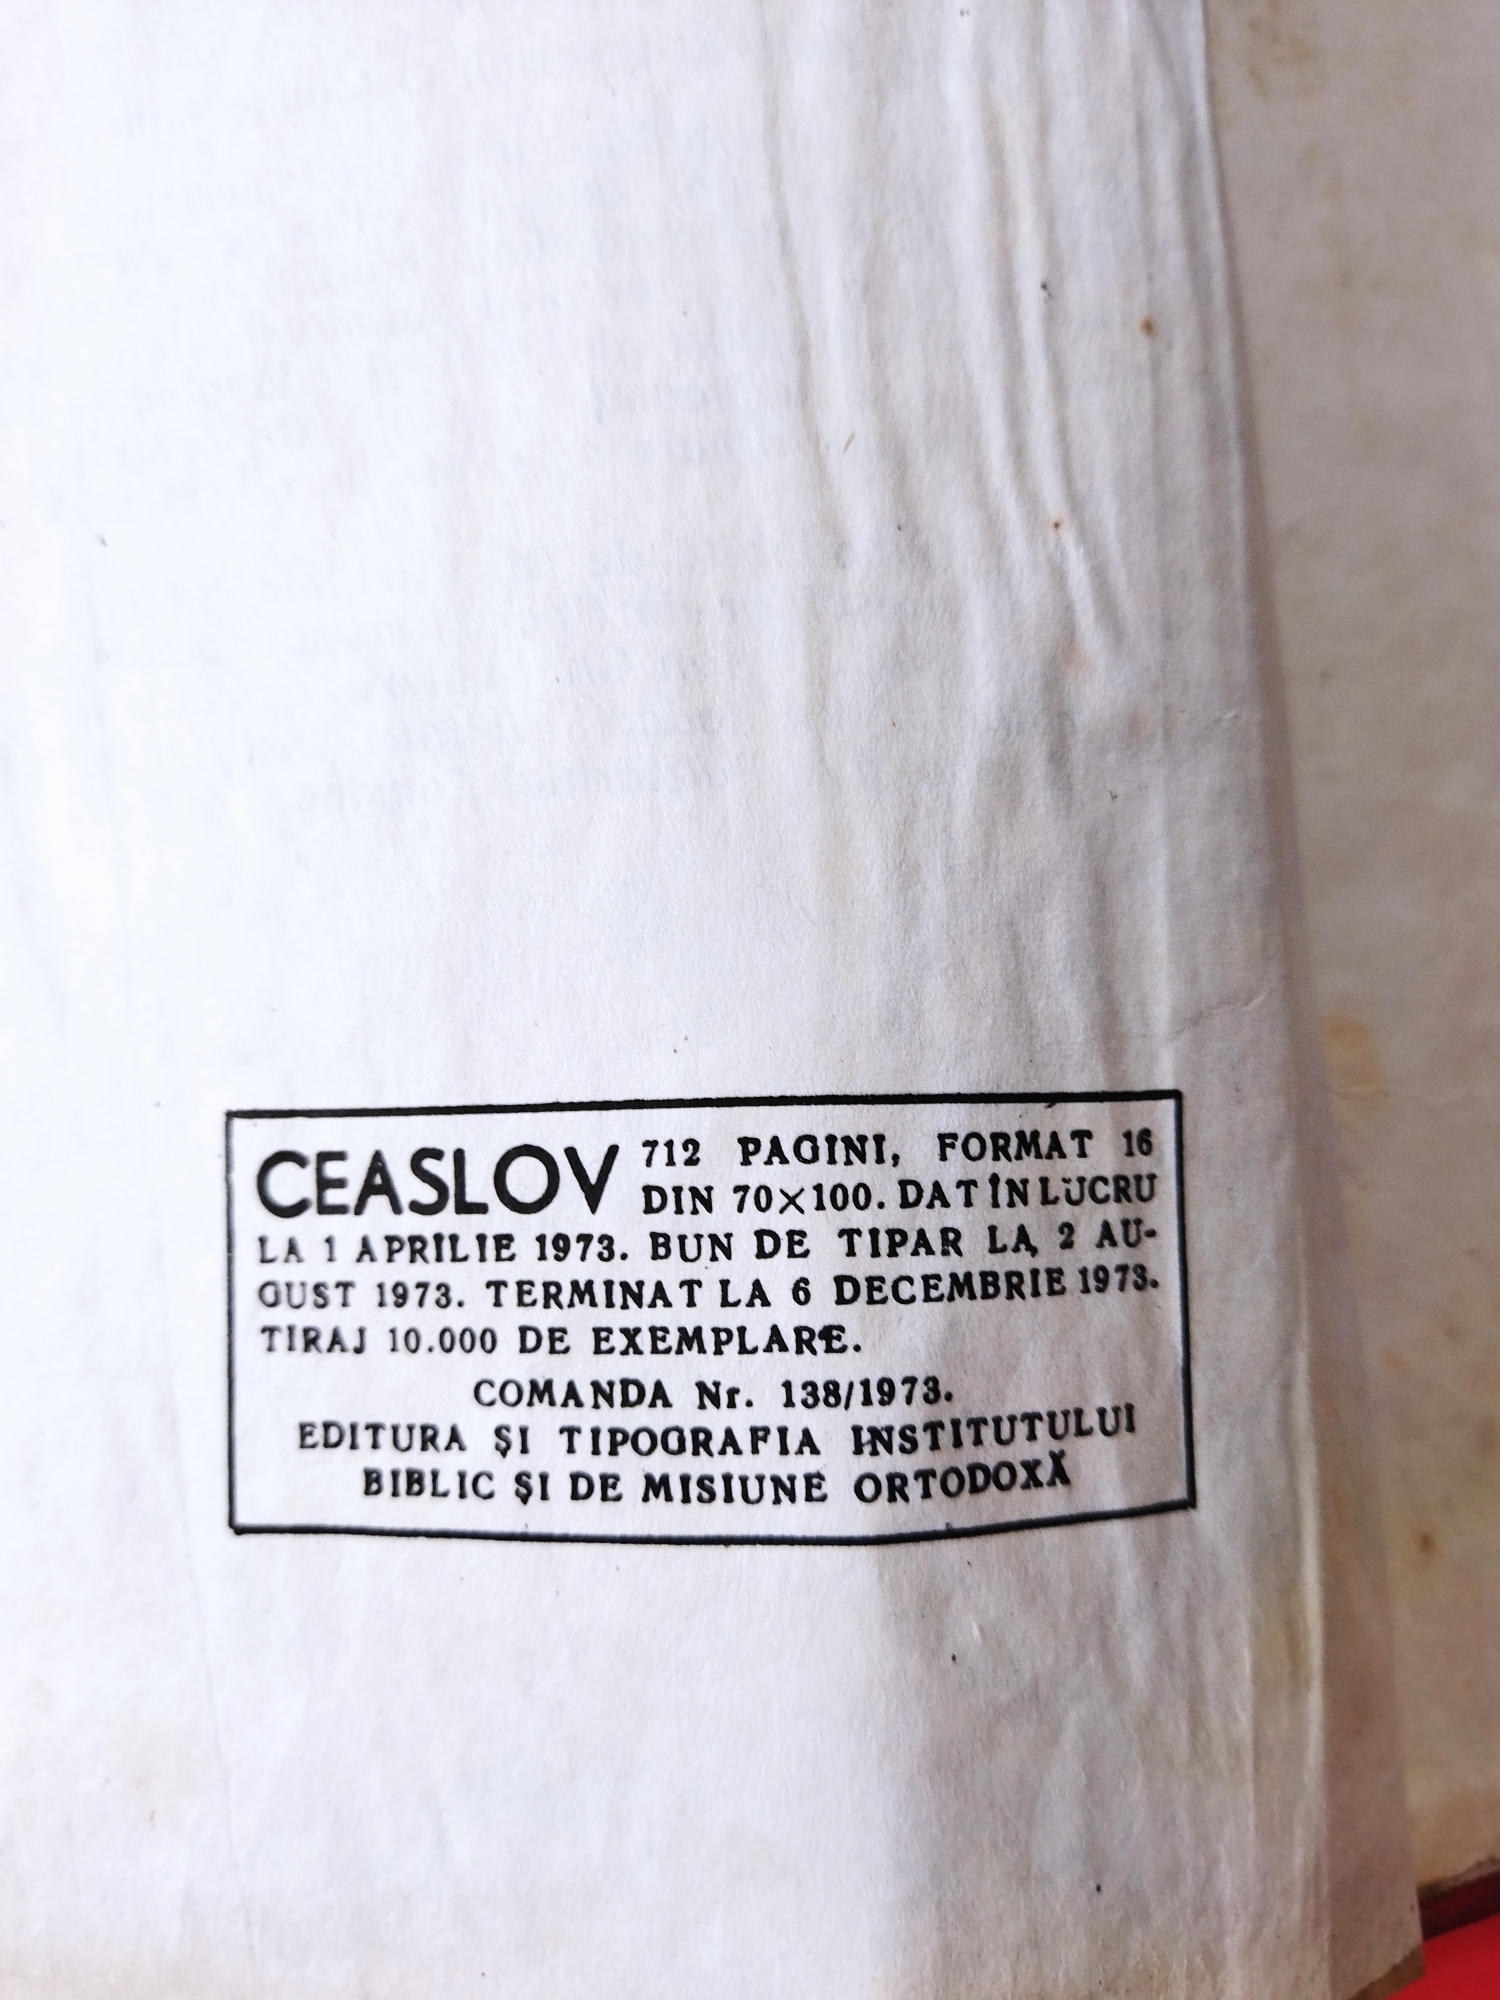 CEASLOV 712 PAGINI, FORMAT 16
DIN 70×100. DAT ÎN LUCRU
LA 1 APRILIE 1973. BUN DE TIPAR LA 2 AU-
GUST 1973. TERMINAT LA 6 DECEMBRIE 1973.
TIRAJ 10.000 DE EXEMPLARE.
COMANDA Nr. 138/1973.
EDITURA ȘI TIPOGRAFIA INSTITUTULUI
BIBLIC ȘI DE MISIUNE ORTODOXĂ